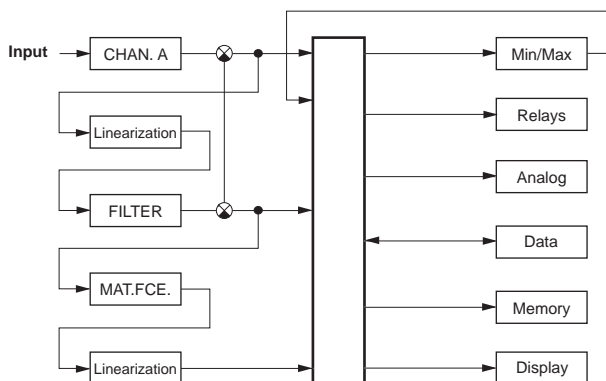 Input
CHAN. A
Min/Max
Linearization
Relays
Analog
FILTER
Data
MAT.FCE.
Memory
Linearization
Display